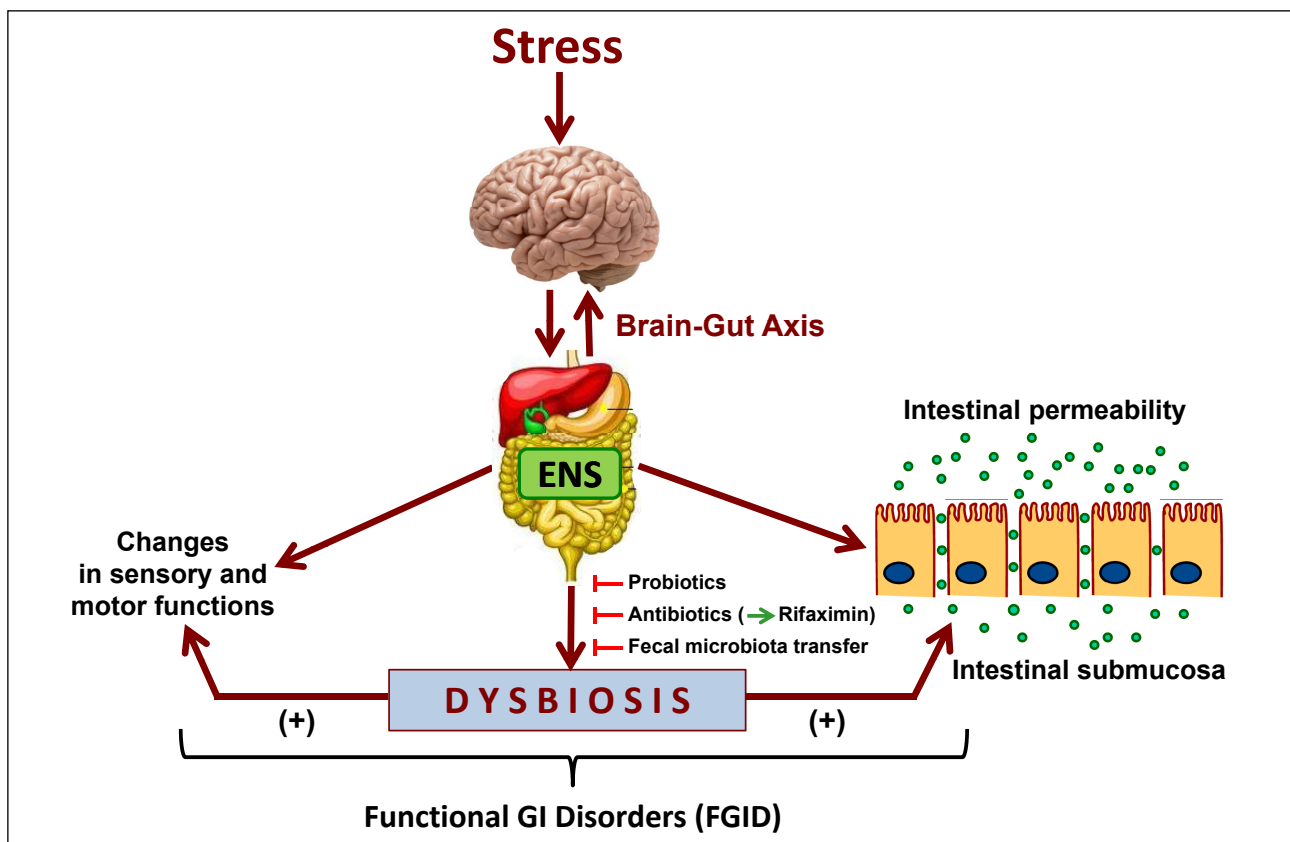 Stress
Brain-Gut Axis
ENS
Intestinal permeability
Changes
in sensory and
motor functions
Probiotics
Antibiotics (→ Rifaximin)
Fecal microbiota transfer
Intestinal submucosa
DYSBIOSIS
(+)
(+)
Functional GI Disorders (FGID)